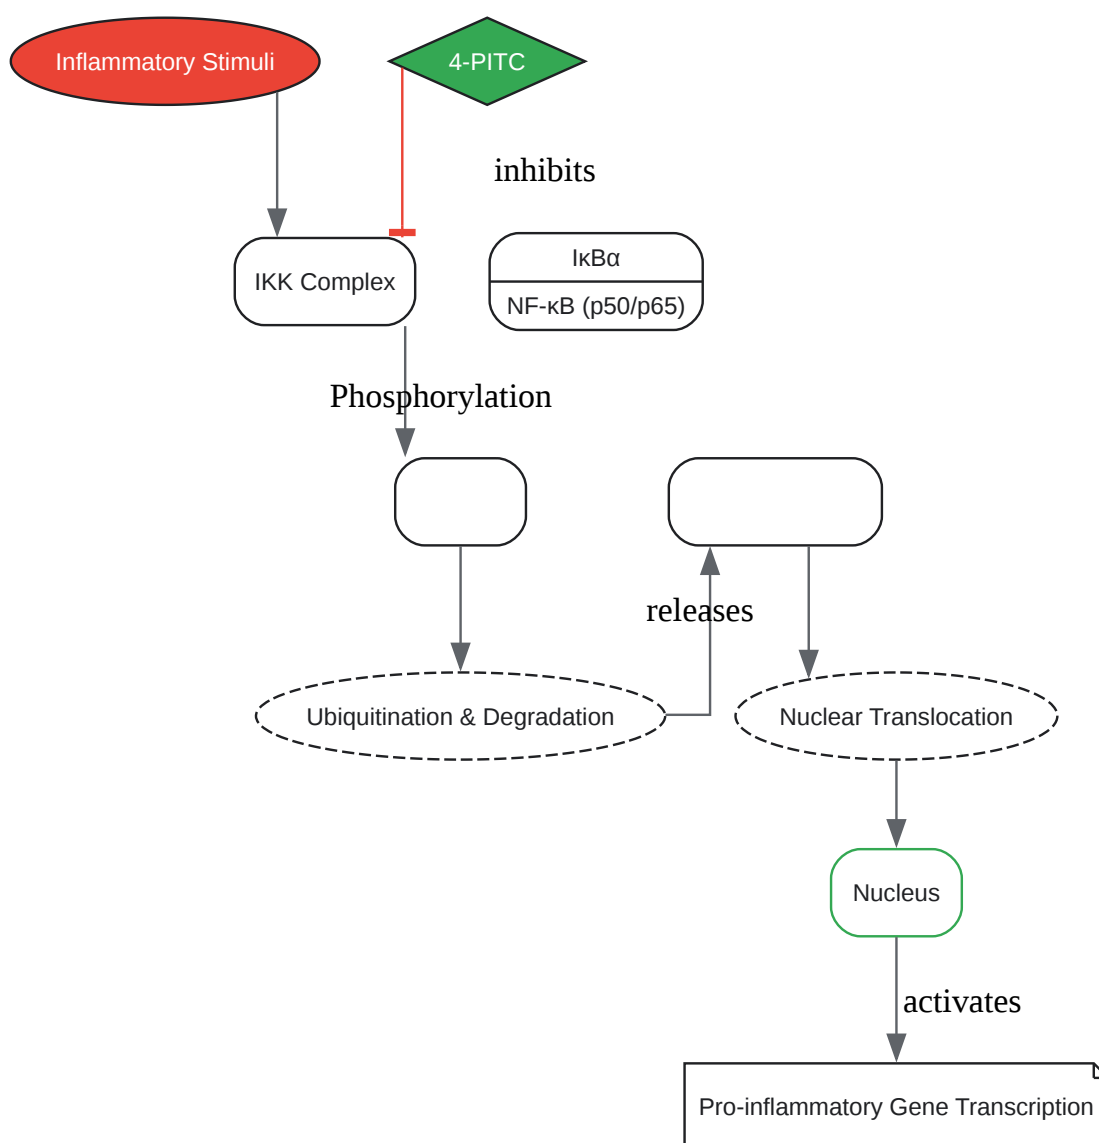 Inflammatory Stimuli
4-PITC
inhibits
IKK Complex
IκBα
NF-κB (p50/p65)
Phosphorylation
releases
Ubiquitination & Degradation
Nuclear Translocation
Nucleus
activates
Pro-inflammatory Gene Transcription